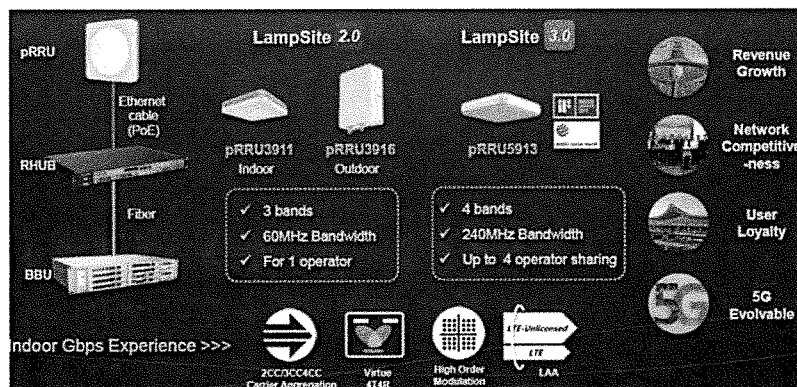 pRRU
Ethernet
cable
(PoE)
RHUB
Fiber
BBU
LampSite 2.0
pRRU3911
Indoor
pRRU3916
Outdoor
✓ 3 bands
✓ 60MHz Bandwidth
✓ For 1 operator
LampSite 3.0
pRRU5913
✓ 4 bands
✓ 240MHz Bandwidth
✓ Up to 4 operator sharing
Revenue
Growth
Network
Competitive
-ness
User
Loyalty
5G
5G
Evolvable
Indoor Gbps Experience >>>
2CC/3CC4CC
Carrier Aggregation
Virtue
4T4R
High Order
Modulation
LTE-Unlicensed
LTE
LAA